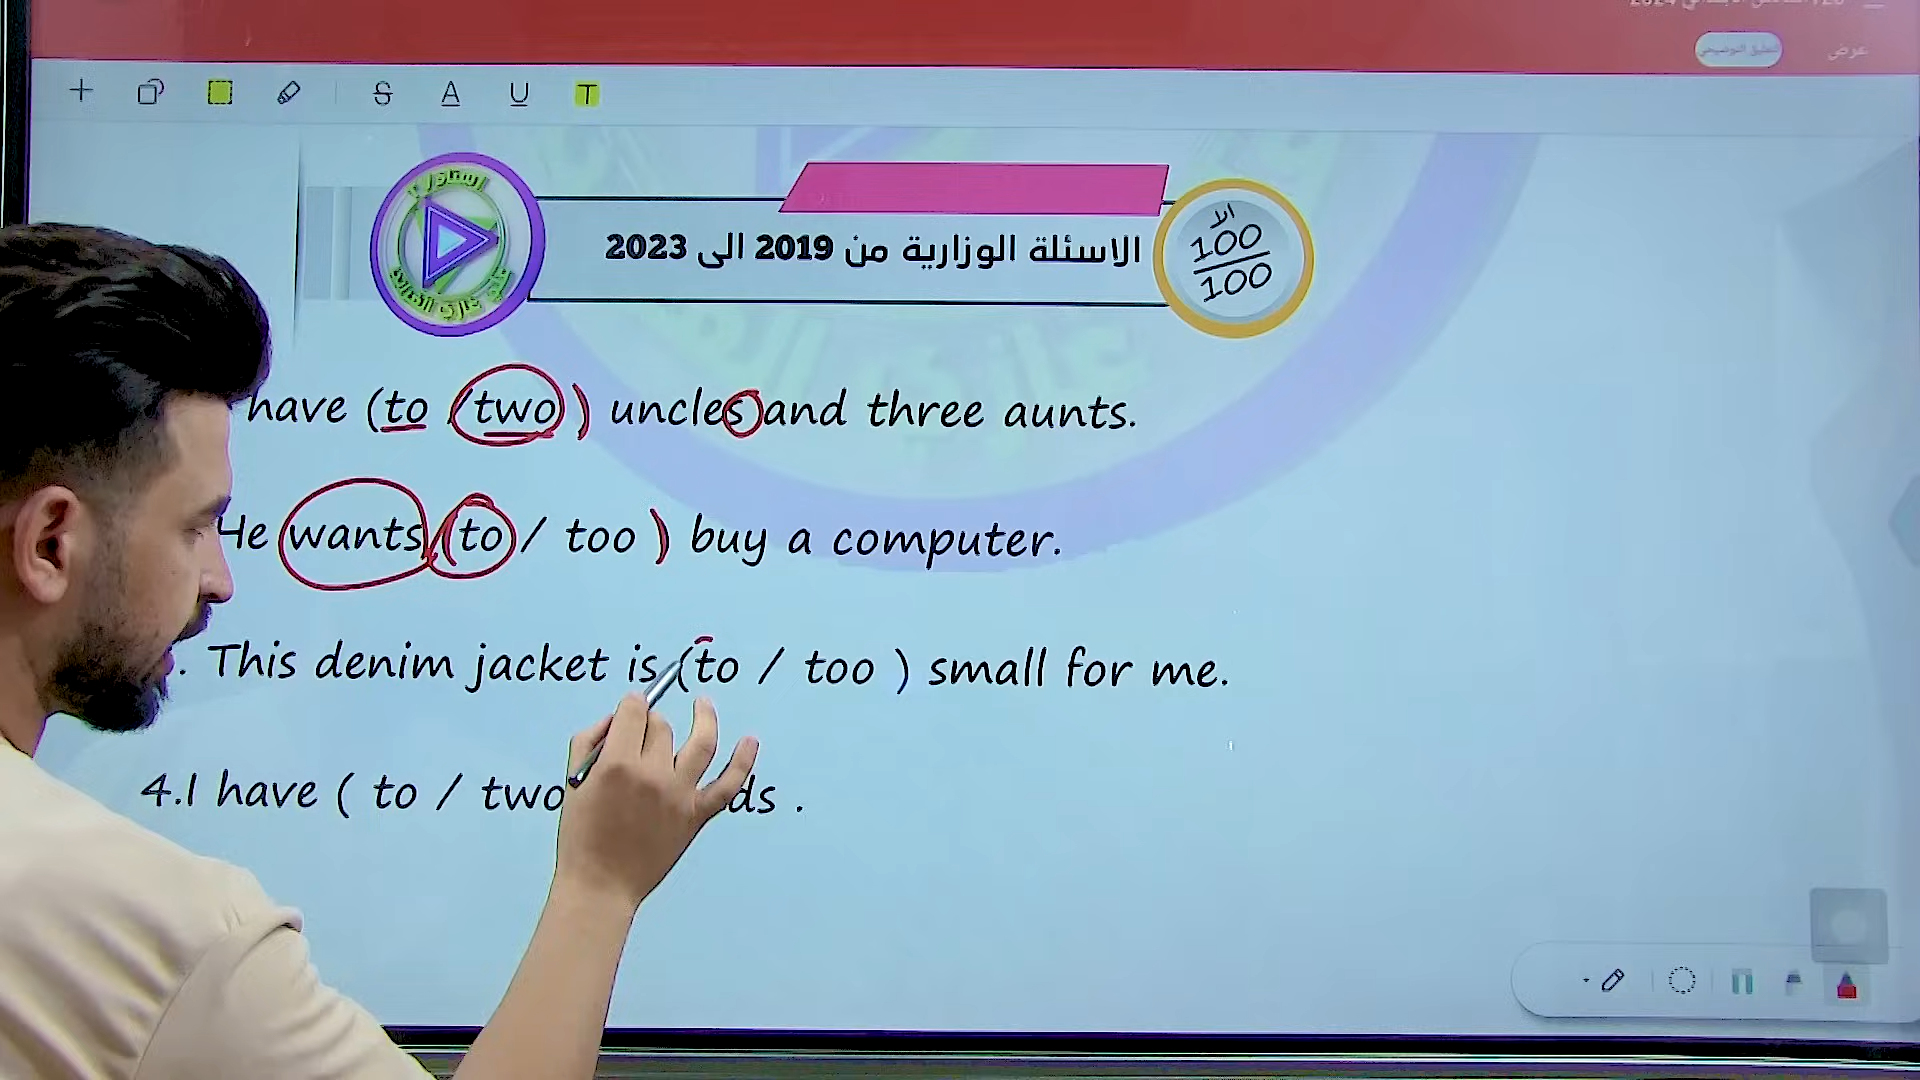 عرض
S A U T
الاسئلة الوزارية من 2019 الى 2023
الـ
100
100
have (to / two ) uncles and three aunts.
He wants (to / too ) buy a computer.
. This denim jacket is (to / too ) small for me.
4.I have ( to / two ds .